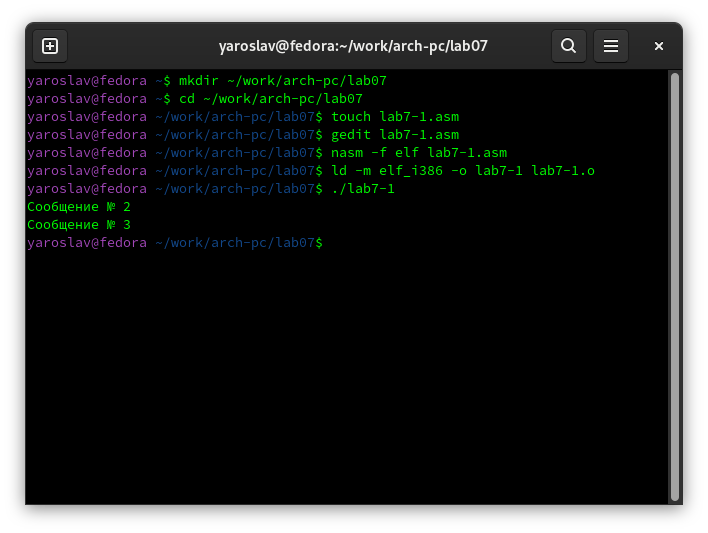 yaroslav@fedora:~/work/arch-pc/lab07
yaroslav@fedora ~$ mkdir ~/work/arch-pc/lab07
yaroslav@fedora ~$ cd ~/work/arch-pc/lab07
yaroslav@fedora ~/work/arch-pc/lab07$ touch lab7-1.asm
yaroslav@fedora ~/work/arch-pc/lab07$ gedit lab7-1.asm
yaroslav@fedora ~/work/arch-pc/lab07$ nasm -f elf lab7-1.asm
yaroslav@fedora ~/work/arch-pc/lab07$ ld -m elf_i386 -o lab7-1 lab7-1.o
yaroslav@fedora ~/work/arch-pc/lab07$ ./lab7-1
Сообщение № 2
Сообщение № 3
yaroslav@fedora ~/work/arch-pc/lab07$